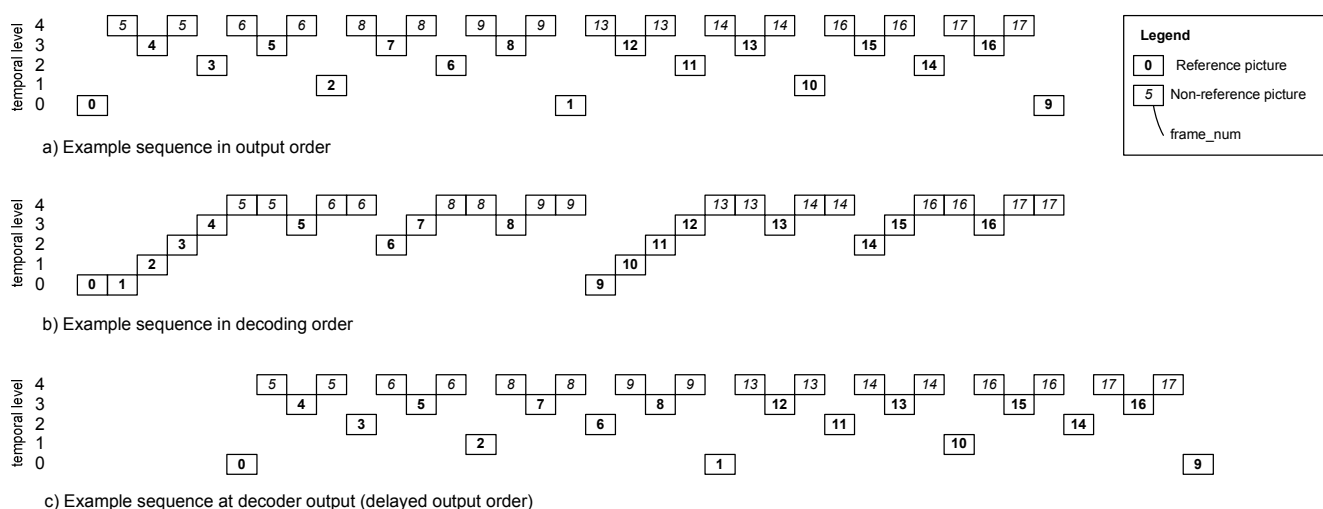 temporal level
4 5 5 6 6 8 8 9 9 13 13 14 14 16 16 17 17
3 4 5 7 8 12 13 15 16
2 3 6 11 14
1 2 10
0 0 1 9
a) Example sequence in output order
Legend
0 Reference picture
5 Non-reference picture
frame_num
temporal level
4 5 5 6 6 8 8 9 9 13 13 14 14 16 16 17 17
3 4 5 7 8 12 13 15 16
2 3 6 11 14
1 2 10
0 0 1 9
b) Example sequence in decoding order
temporal level
4 5 5 6 6 8 8 9 9 13 13 14 14 16 16 17 17
3 4 5 7 8 12 13 15 16
2 3 6 11 14
1 2 10
0 0 1 9
c) Example sequence at decoder output (delayed output order)